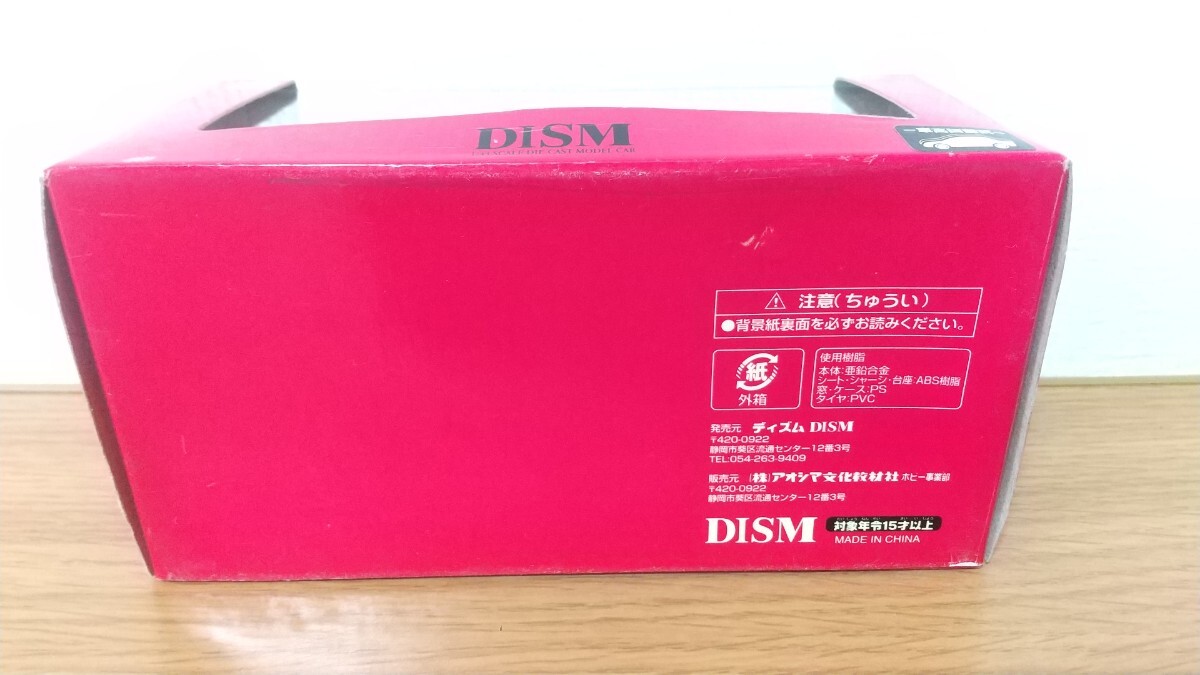 DISM
DIE-CAST MODEL CAR
⚠ 注意(ちゅうい)
●背景紙裏面を必ずお読みください。
紙
外箱
使用樹脂
本体:亜鉛合金
シート・シャーシ・台座:ABS樹脂
窓・ケース:PS
タイヤ:PVC
発売元 ディズム DISM
〒420-0922
静岡市葵区流通センター12番3号
TEL:054-263-9409
販売元 (株)アオシマ文化教材社 ホビー事業部
〒420-0922
静岡市葵区流通センター12番3号
DISM 対象年令15才以上
MADE IN CHINA